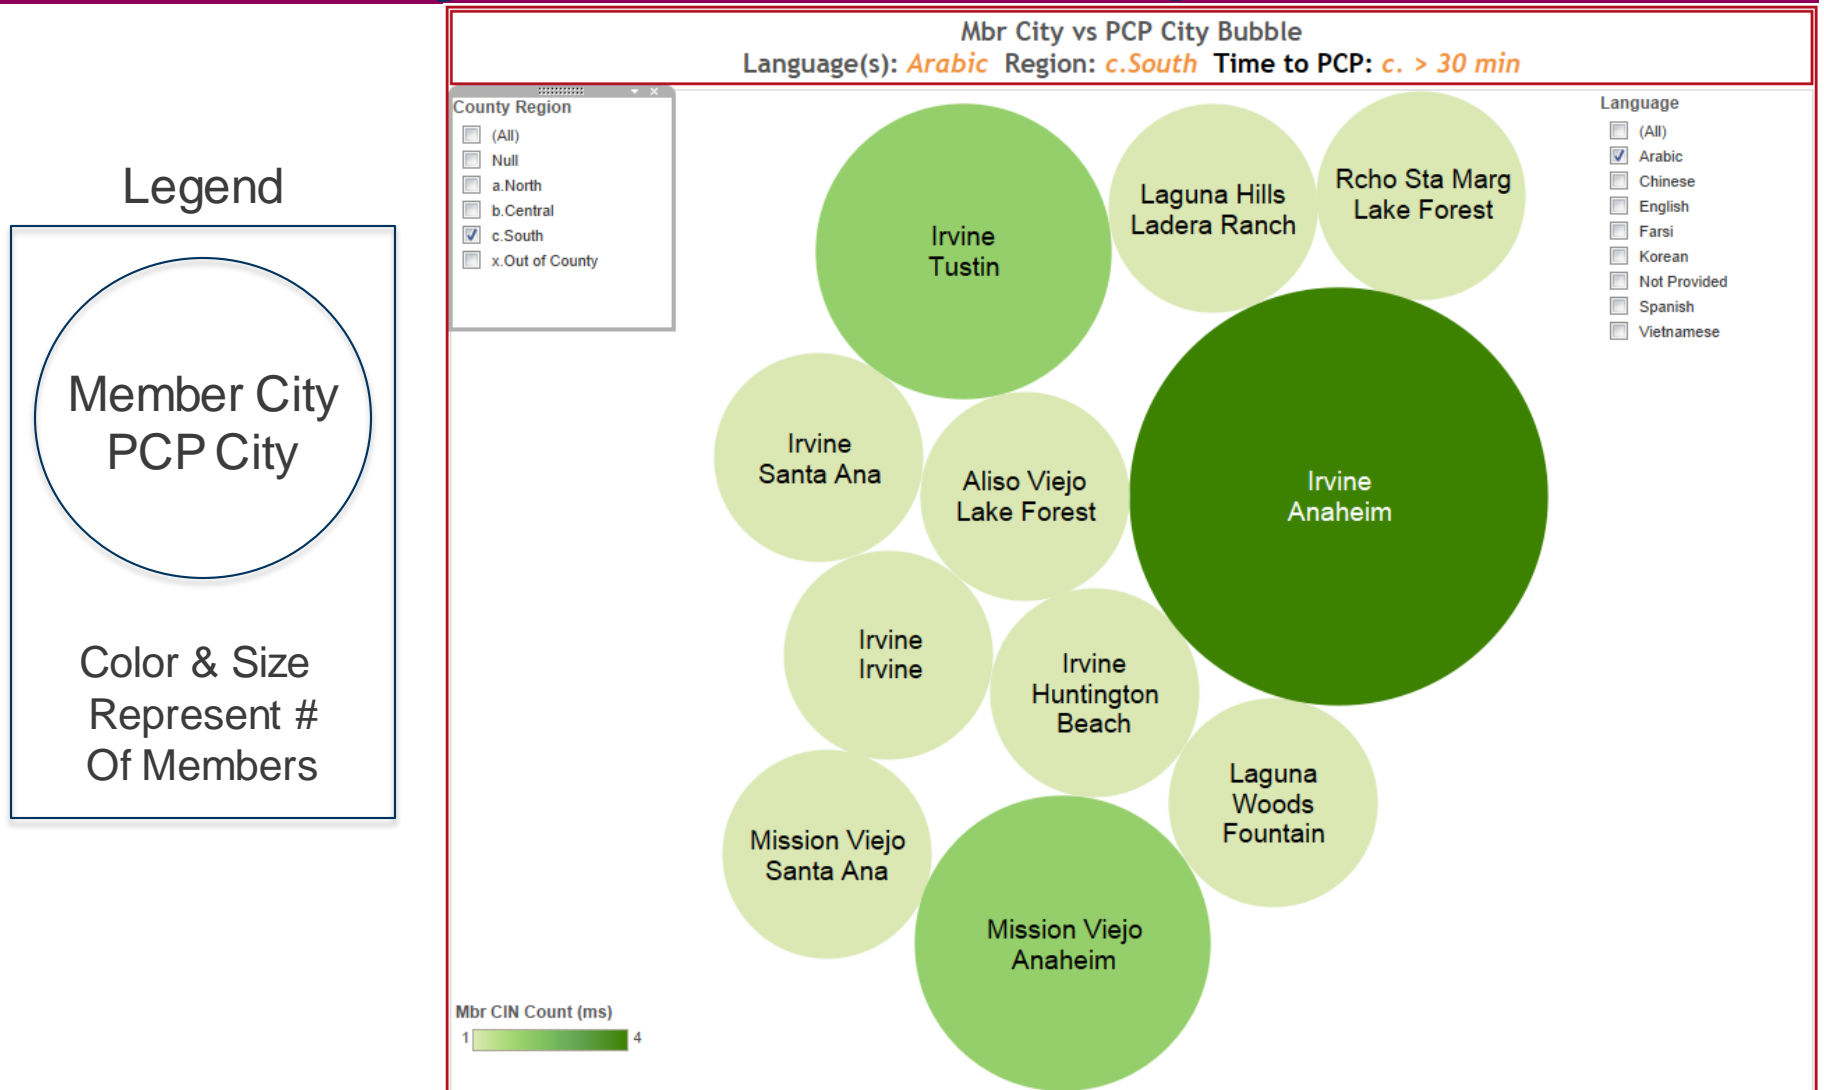 Mbr City vs PCP City Bubble
Language(s): Arabic Region: c.South Time to PCP: c. > 30 min
Legend
Member City
PCP City
Color & Size
Represent #
Of Members
County Region
(All)
Null
a.North
b.Central
c.South
x.Out of County
Irvine
Tustin
Laguna Hills
Ladera Ranch
Rcho Sta Marg
Lake Forest
Irvine
Santa Ana
Aliso Viejo
Lake Forest
Irvine
Anaheim
Irvine
Irvine
Irvine
Huntington
Beach
Laguna
Woods
Fountain
Mission Viejo
Santa Ana
Mission Viejo
Anaheim
Language
(All)
Arabic
Chinese
English
Farsi
Korean
Not Provided
Spanish
Vietnamese
Mbr CIN Count (ms)
1 4